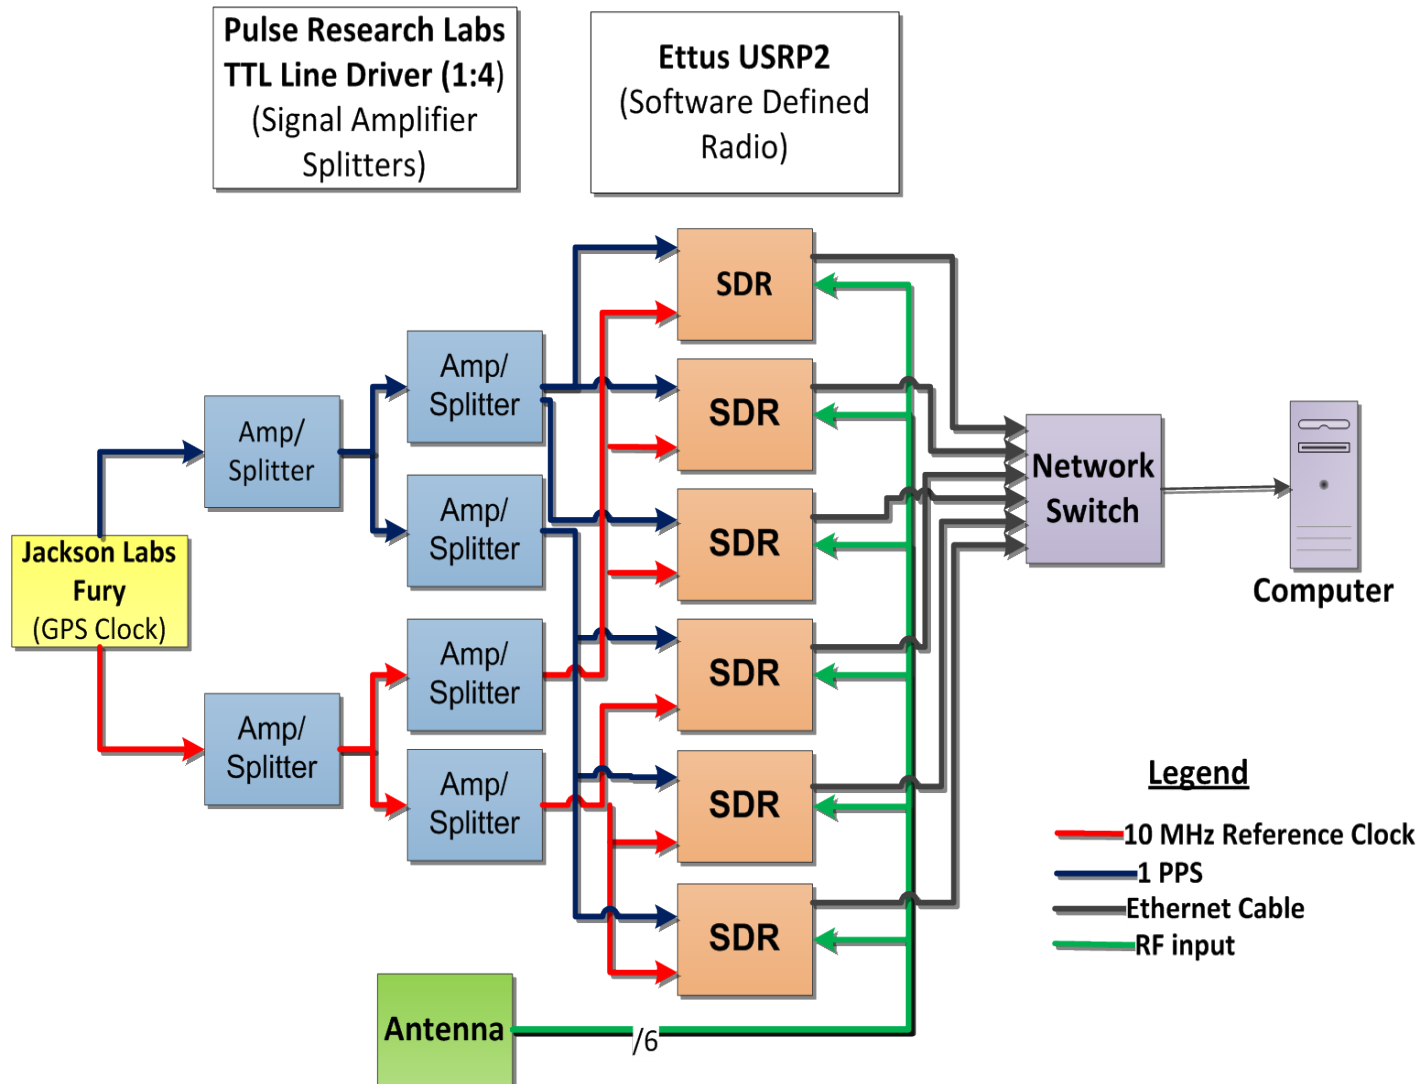 Pulse Research Labs
TTL Line Driver (1:4)
(Signal Amplifier
Splitters)
Ettus USRP2
(Software Defined
Radio)
SDR
Amp/
Splitter
SDR
Amp/
Splitter
Network
Switch
Amp/
Splitter
SDR
Jackson Labs
Fury
(GPS Clock)
Computer
Amp/
Splitter
SDR
Amp/
Splitter
Amp/
Splitter
SDR
SDR
Legend
10 MHz Reference Clock
1 PPS
Ethernet Cable
RF input
Antenna
/6